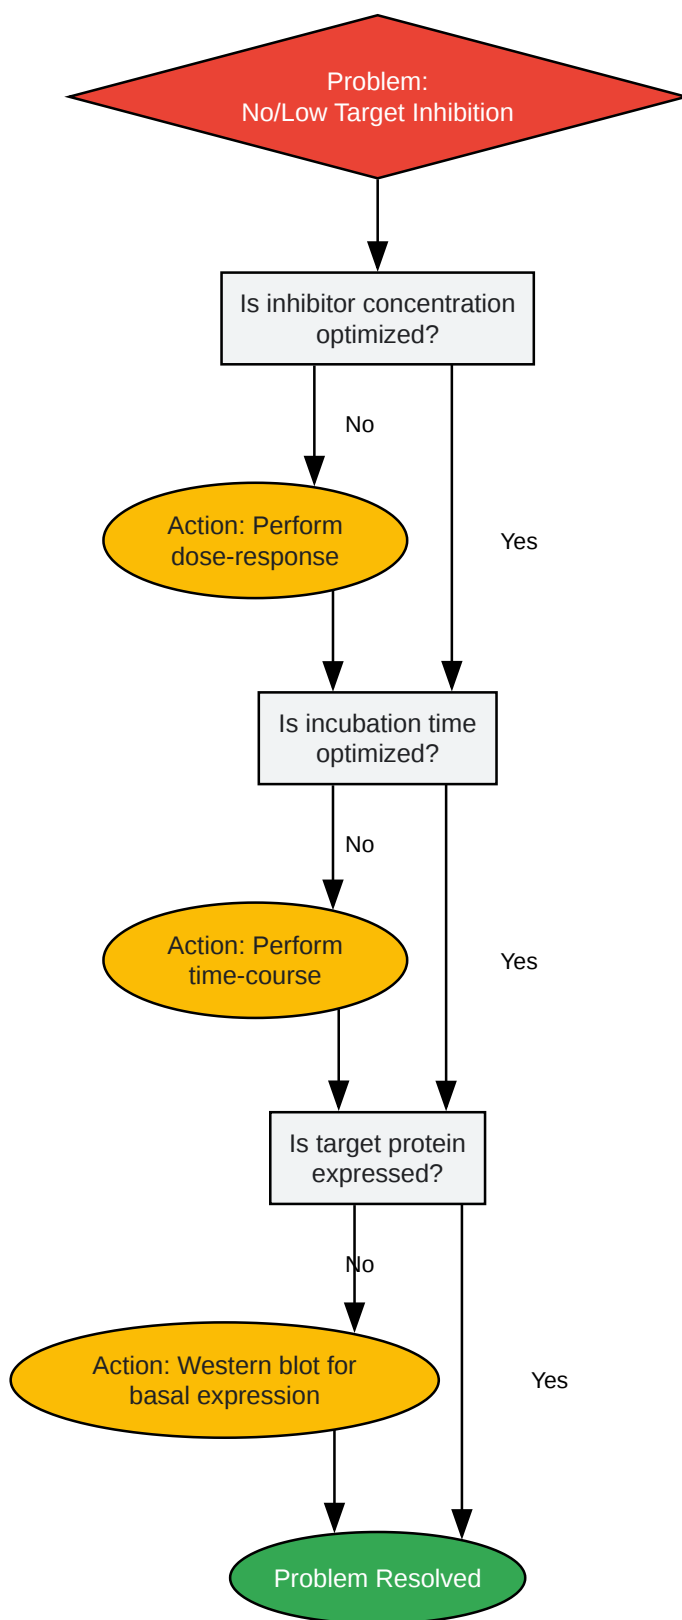 Problem:
No/Low Target Inhibition
Is inhibitor concentration
optimized?
No
Action: Perform
dose-response
Yes
Is incubation time
optimized?
No
Action: Perform
time-course
Yes
Is target protein
expressed?
No
Action: Western blot for
basal expression
Yes
Problem Resolved